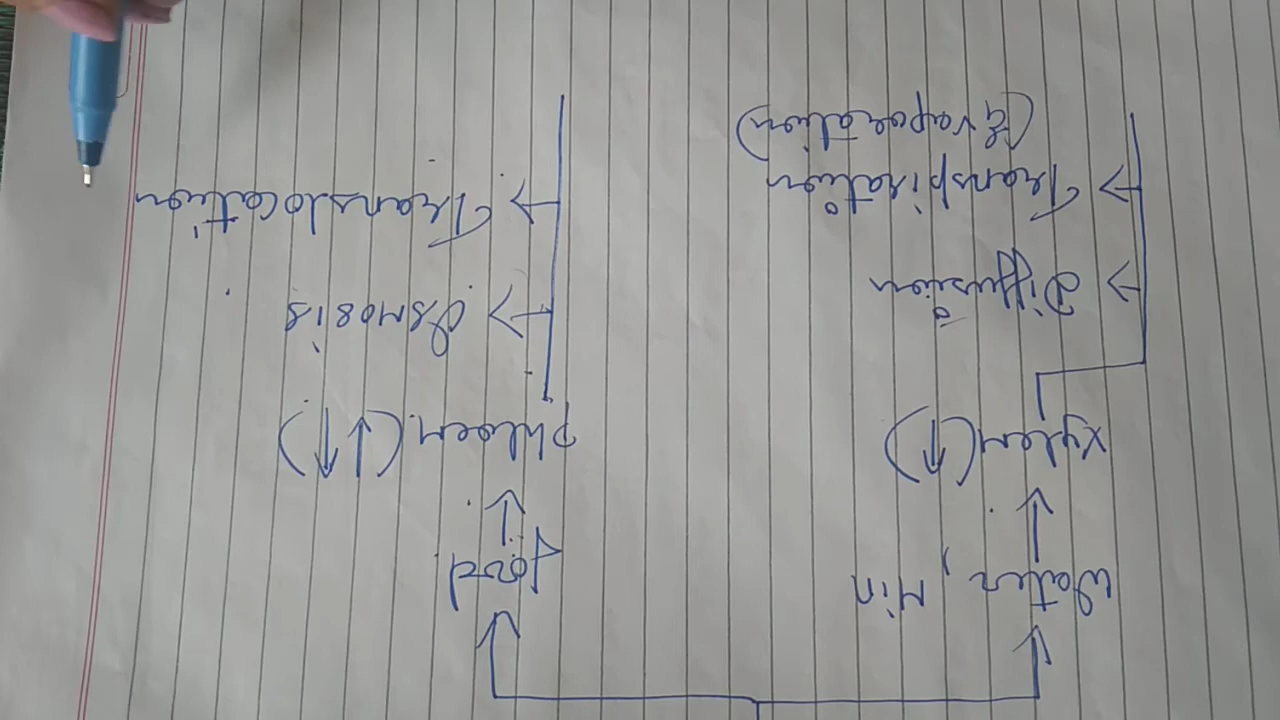 Water, Min
Food
Xylem (↑)
Phloem (↑↓)
→ Diffusion
→ Osmosis
→ Transpiration
(Evaporation)
→ Translocation